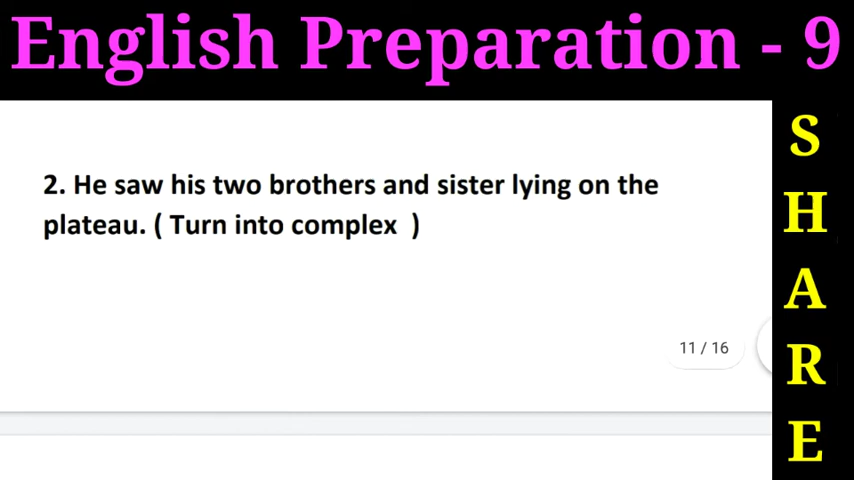 English Preparation - 9
2. He saw his two brothers and sister lying on the
plateau. ( Turn into complex )
11 / 16
S
H
A
R
E